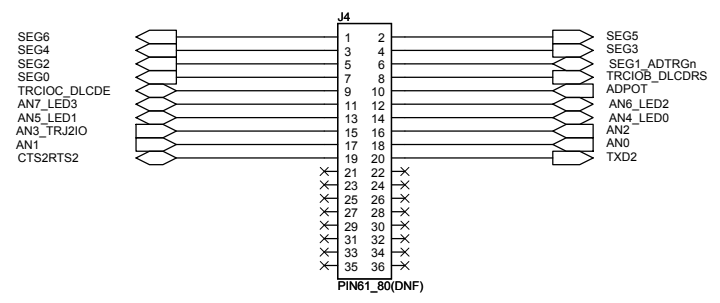 J4
SEG6 1 2 SEG5
SEG4 3 4 SEG3
SEG2 5 6 SEG1_ADTRGn
SEG0 7 8 TRCIOB_DLCDRS
TRCIOC_DLCDE 9 10 ADPOT
AN7_LED3 11 12 AN6_LED2
AN5_LED1 13 14 AN4_LED0
AN3_TRJ2IO 15 16 AN2
AN1 17 18 AN0
CTS2RTS2 19 20 TXD2
21 22
23 24
25 26
27 28
29 30
31 32
33 34
35 36
PIN61_80(DNF)